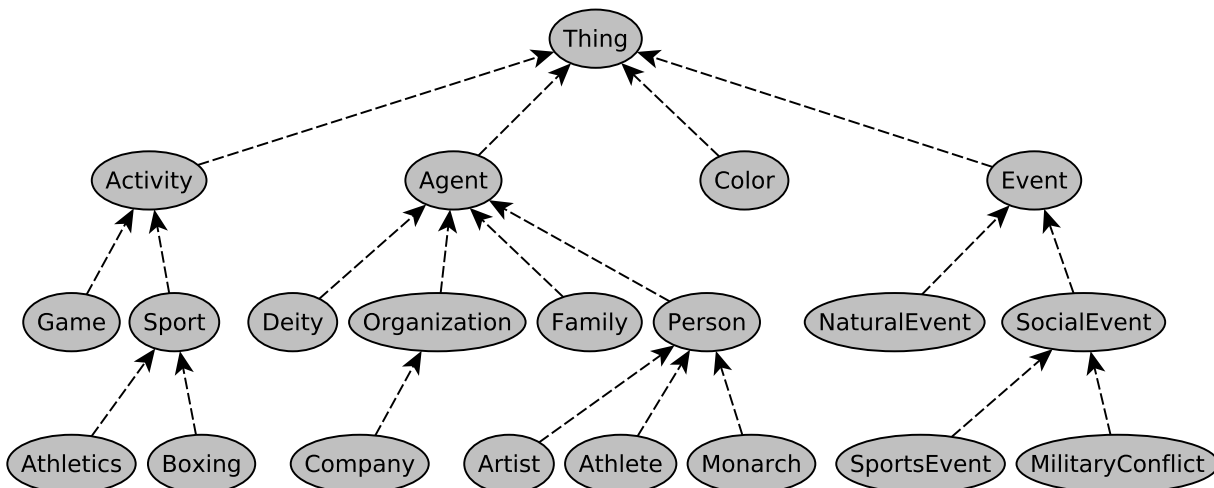 Thing
Activity
Agent
Color
Event
Game
Sport
Deity
Organization
Family
Person
NaturalEvent
SocialEvent
Athletics
Boxing
Company
Artist
Athlete
Monarch
SportsEvent
MilitaryConflict